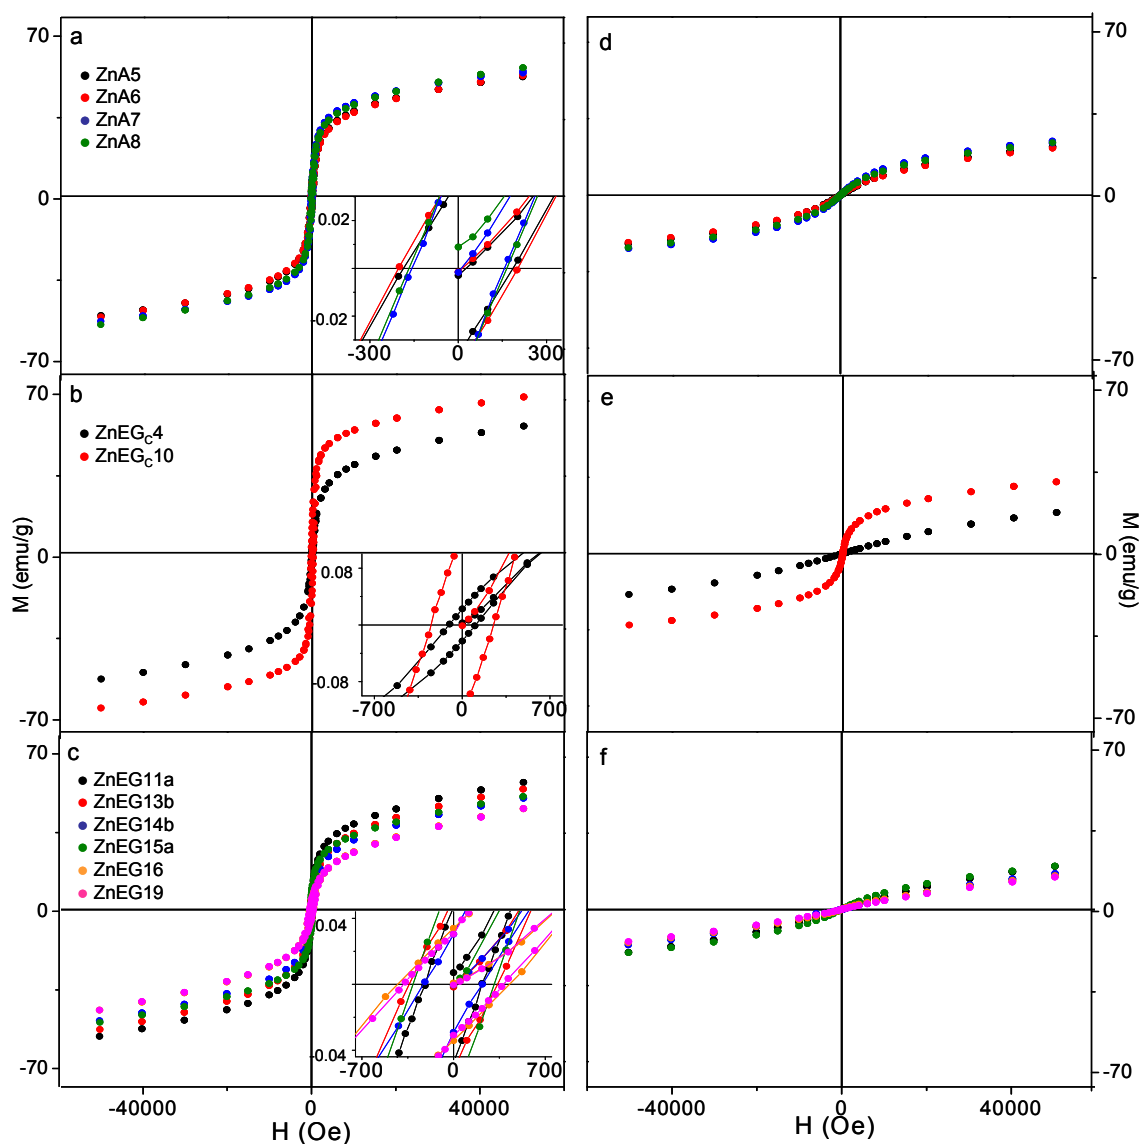 a
70
ZnA5
ZnA6
ZnA7
ZnA8
0
-70
0.02
-0.02
-300
0
300
d
70
0
-70
b
70
ZnEGC4
ZnEGC10
0
-70
0.08
-0.08
-700
0
700
M (emu/g)
e
70
0
-70
M (emu/g)
c
70
ZnEG11a
ZnEG13b
ZnEG14b
ZnEG15a
ZnEG16
ZnEG19
0
-70
0.04
-0.04
-700
0
700
-40000
0
40000
H (Oe)
f
70
0
-70
-40000
0
40000
H (Oe)